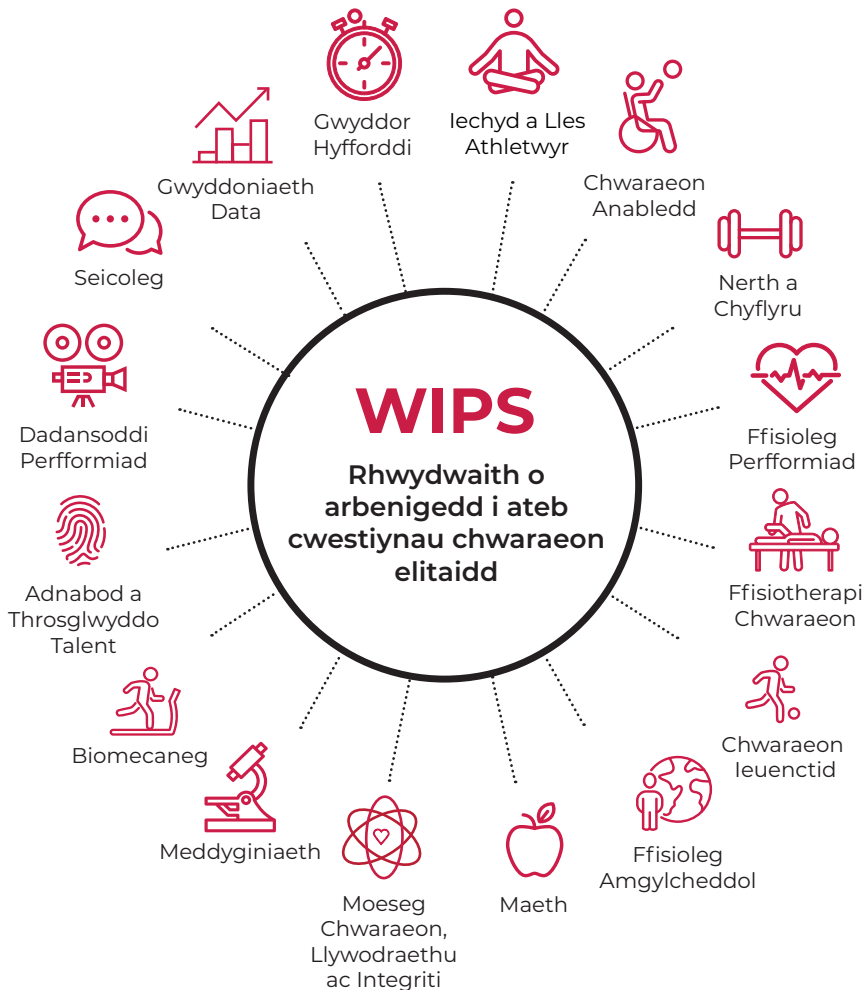 WIPS
Rhwydwaith o
arbenigedd i ateb
cwestiynau chwaraeon
elitaidd
Gwyddor
Hyfforddi
Iechyd a Lles
Athletwyr
Chwaraeon
Anabledd
Nerth a
Chyflyru
Ffisioleg
Perfformiad
Ffisiotherapi
Chwaraeon
Chwaraeon
Ieuenctid
Ffisioleg
Amgylcheddol
Maeth
Moeseg
Chwaraeon,
Llywodraethu
ac Integriti
Meddyginiaeth
Biomecaneg
Adnabod a
Throsglwyddo
Talent
Dadansoddi
Perfformiad
Seicoleg
Gwyddoniaeth
Data